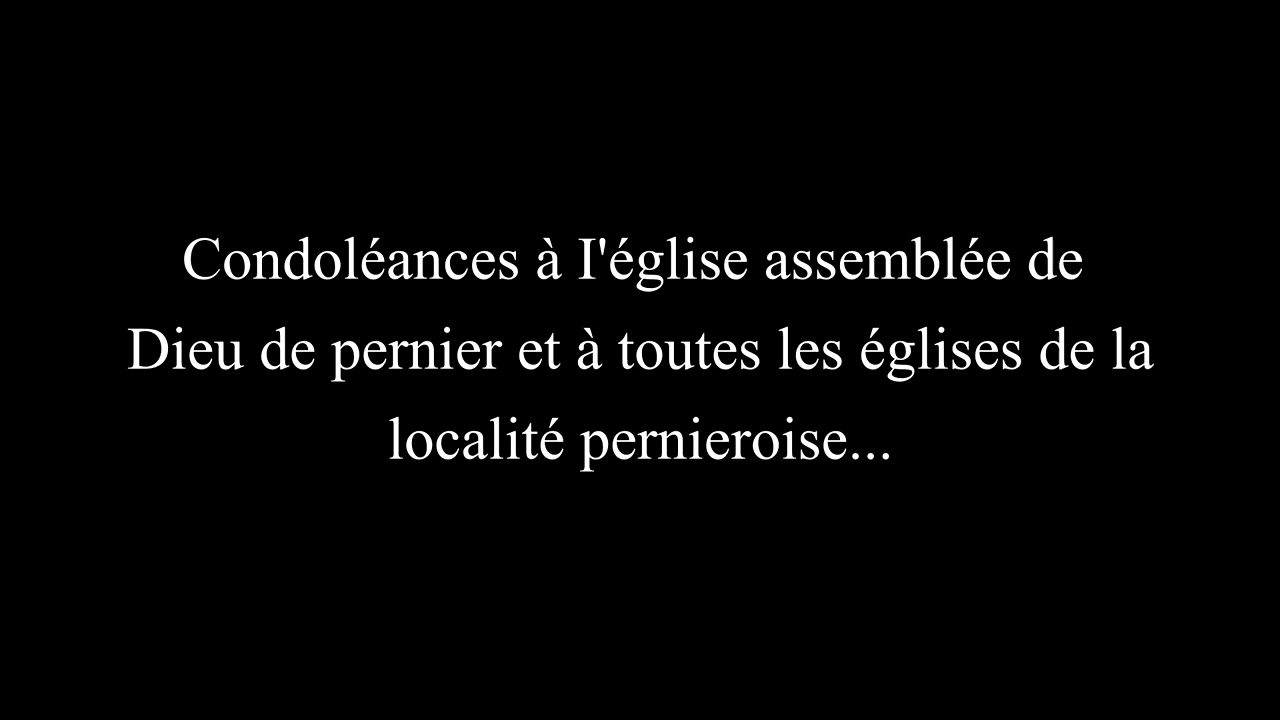 Condoléances à I'église assemblée de
Dieu de pernier et à toutes les églises de la
localité pernieroise...